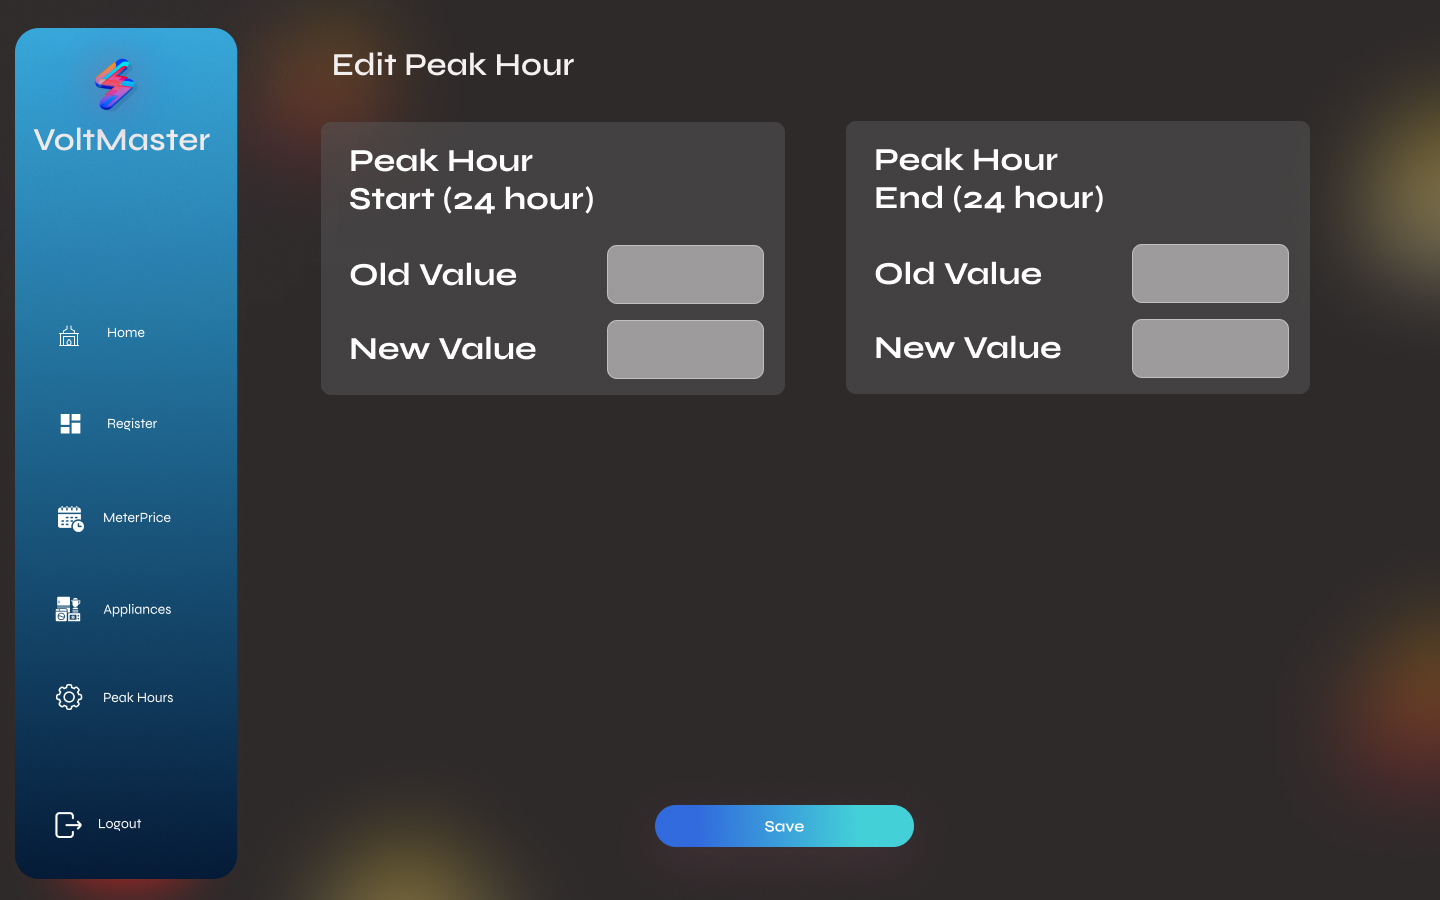 VoltMaster
Home
Register
MeterPrice
Appliances
Peak Hours
Logout
Edit Peak Hour
Peak Hour
Start (24 hour)
Old Value
New Value
Peak Hour
End (24 hour)
Old Value
New Value
Save